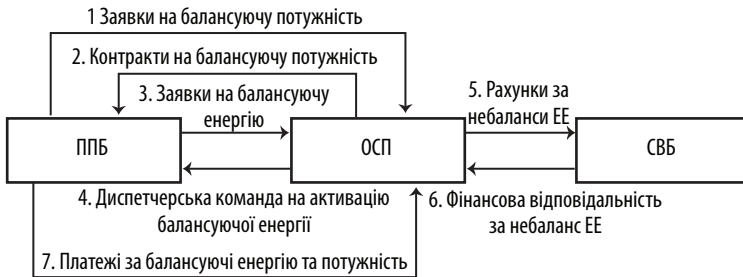 1 Заявки на балансуючу потужність
2. Контракти на балансуючу потужність
3. Заявки на балансуючу
енергію
5. Рахунки за
небаланси ЕЕ
ППБ
ОСП
СВБ
4. Диспетчерська команда на активацію
балансуючої енергії
6. Фінансова відповідальність
за небаланс ЕЕ
7. Платежі за балансуючі енергію та потужність